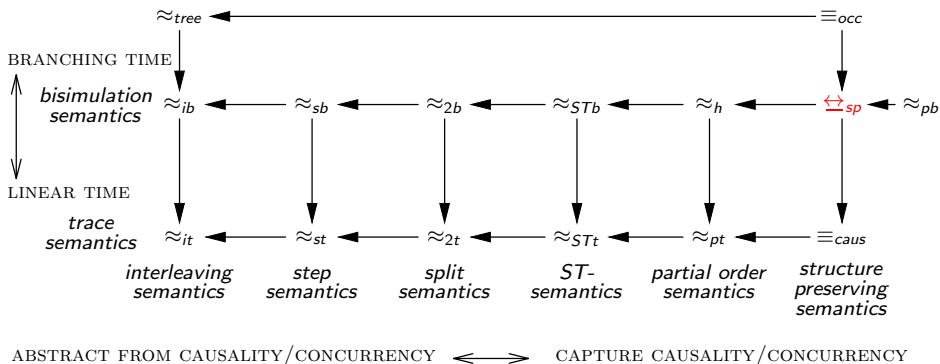 ≈tree ≡occ
BRANCHING TIME
bisimulation semantics ≈ib ≈sb ≈2b ≈STb ≈h ↔sp ≈pb
LINEAR TIME
trace semantics ≈it ≈st ≈2t ≈STt ≈pt ≡caus
interleaving semantics
step semantics
split semantics
ST- semantics
partial order semantics
structure preserving semantics
ABSTRACT FROM CAUSALITY/CONCURRENCY CAPTURE CAUSALITY/CONCURRENCY